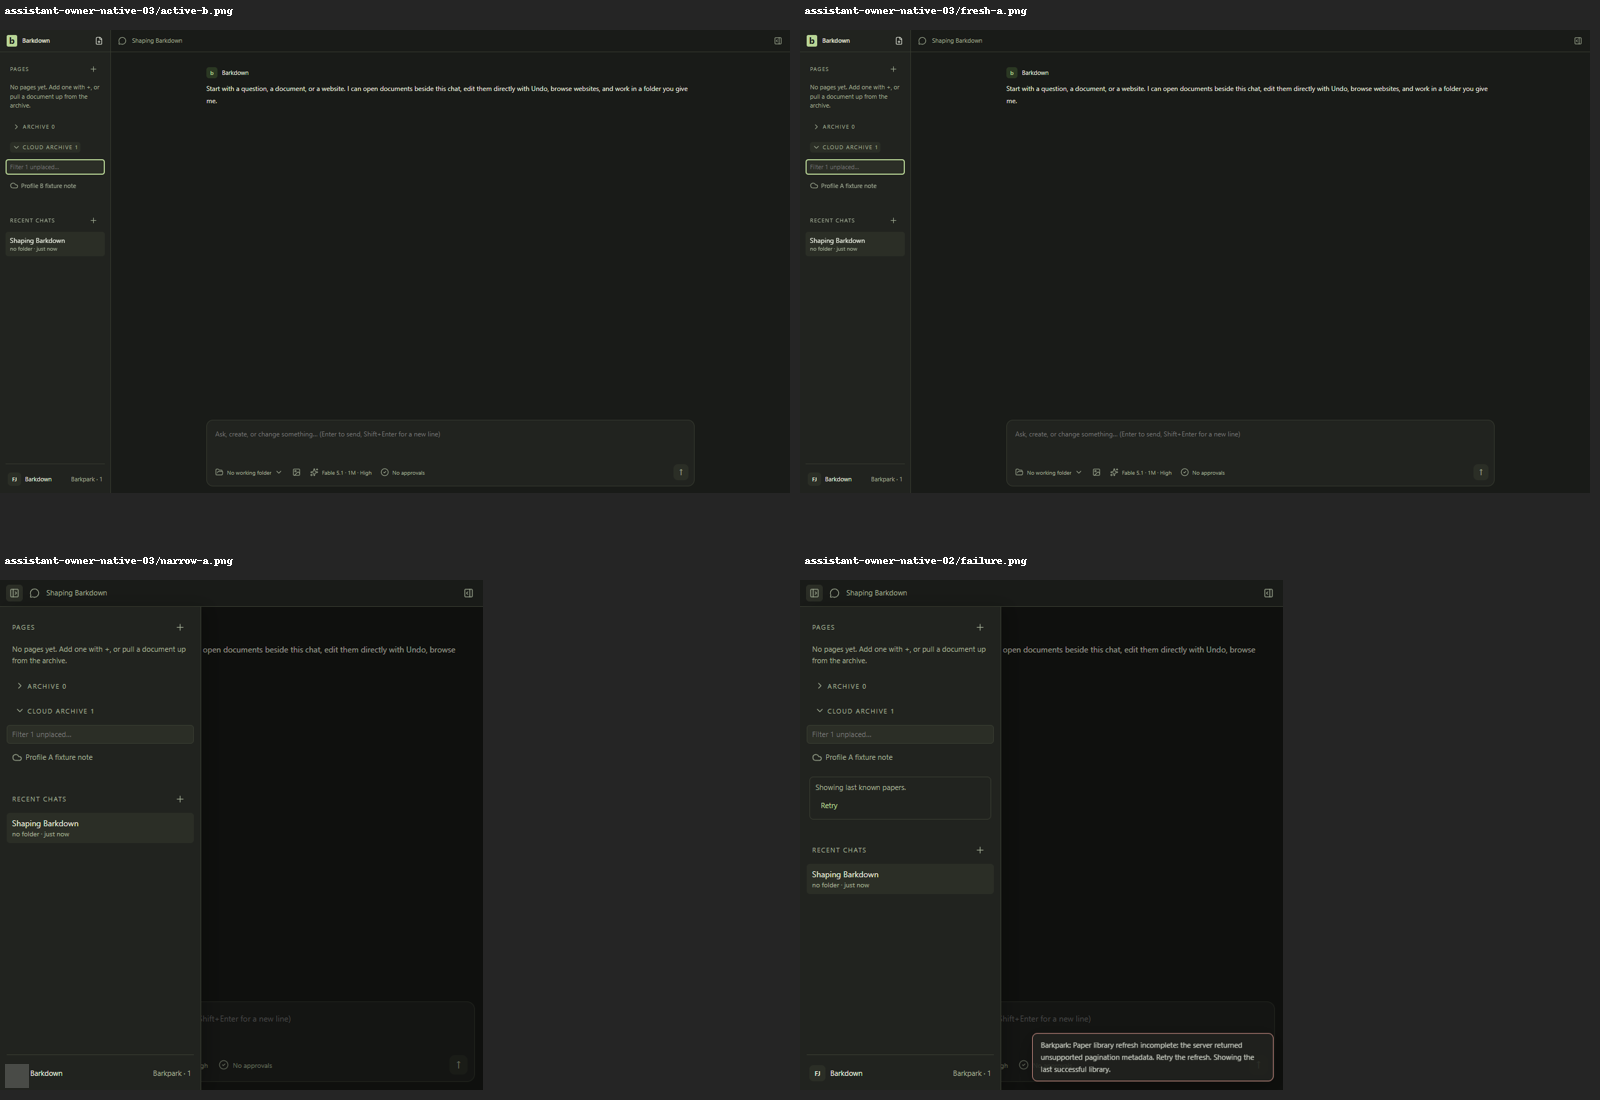 assistant-owner-native-03/active-b.png
b Barkdown
Shaping Barkdown
PAGES
No pages yet. Add one with +, or
pull a document up from the
archive.
ARCHIVE 0
CLOUD ARCHIVE 1
Filter 1 unplaced...
Profile B fixture note
RECENT CHATS
Shaping Barkdown
no folder · just now
FJ Barkdown
Barkpark · 1
b Barkdown
Start with a question, a document, or a website. I can open documents beside this chat, edit them directly with Undo, browse websites, and work in a folder you give
me.
Ask, create, or change something... (Enter to send, Shift+Enter for a new line)
No working folder
Fable 5.1 · 1M · High
No approvals
assistant-owner-native-03/fresh-a.png
b Barkdown
Shaping Barkdown
PAGES
No pages yet. Add one with +, or
pull a document up from the
archive.
ARCHIVE 0
CLOUD ARCHIVE 1
Filter 1 unplaced...
Profile A fixture note
RECENT CHATS
Shaping Barkdown
no folder · just now
FJ Barkdown
Barkpark · 1
b Barkdown
Start with a question, a document, or a website. I can open documents beside this chat, edit them directly with Undo, browse websites, and work in a folder you give
me.
Ask, create, or change something... (Enter to send, Shift+Enter for a new line)
No working folder
Fable 5.1 · 1M · High
No approvals
assistant-owner-native-03/narrow-a.png
Shaping Barkdown
PAGES
No pages yet. Add one with +, or pull a document up
from the archive.
ARCHIVE 0
CLOUD ARCHIVE 1
Filter 1 unplaced...
Profile A fixture note
RECENT CHATS
Shaping Barkdown
no folder · just now
Barkdown
Barkpark · 1
open documents beside this chat, edit them directly with Undo, browse
Shift+Enter for a new line)
gh
No approvals
assistant-owner-native-02/failure.png
Shaping Barkdown
PAGES
No pages yet. Add one with +, or pull a document up
from the archive.
ARCHIVE 0
CLOUD ARCHIVE 1
Filter 1 unplaced...
Profile A fixture note
Showing last known papers.
Retry
RECENT CHATS
Shaping Barkdown
no folder · just now
FJ Barkdown
Barkpark · 1
open documents beside this chat, edit them directly with Undo, browse
Shift+Enter for a new line)
gh
Barkpark: Paper library refresh incomplete: the server returned
unsupported pagination metadata. Retry the refresh. Showing the
last successful library.